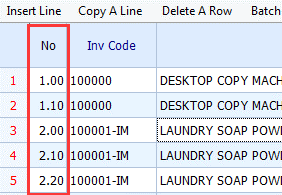 Insert Line Copy A Line Delete A Row Batch
No Inv Code
1 1.00 100000 DESKTOP COPY MACH
2 1.10 100000 DESKTOP COPY MACH
3 2.00 100001-IM LAUNDRY SOAP POW
4 2.10 100001-IM LAUNDRY SOAP POW
5 2.20 100001-IM LAUNDRY SOAP POW